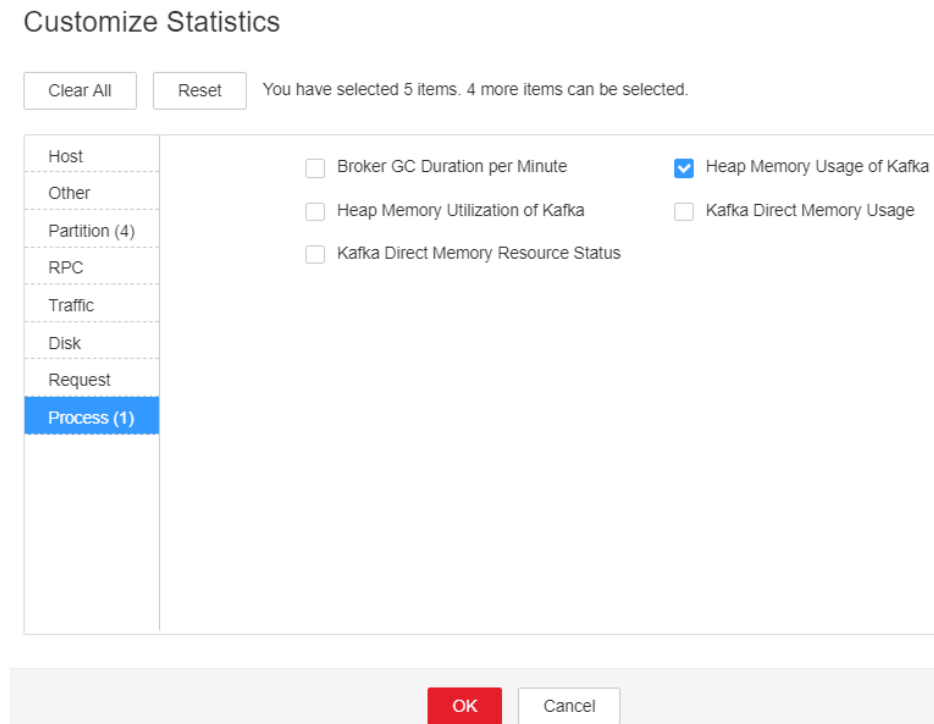 Customize Statistics
Clear All Reset You have selected 5 items. 4 more items can be selected.
Host
Other
Partition (4)
RPC
Traffic
Disk
Request
Process (1)
Broker GC Duration per Minute Heap Memory Usage of Kafka
Heap Memory Utilization of Kafka Kafka Direct Memory Usage
Kafka Direct Memory Resource Status
OK Cancel